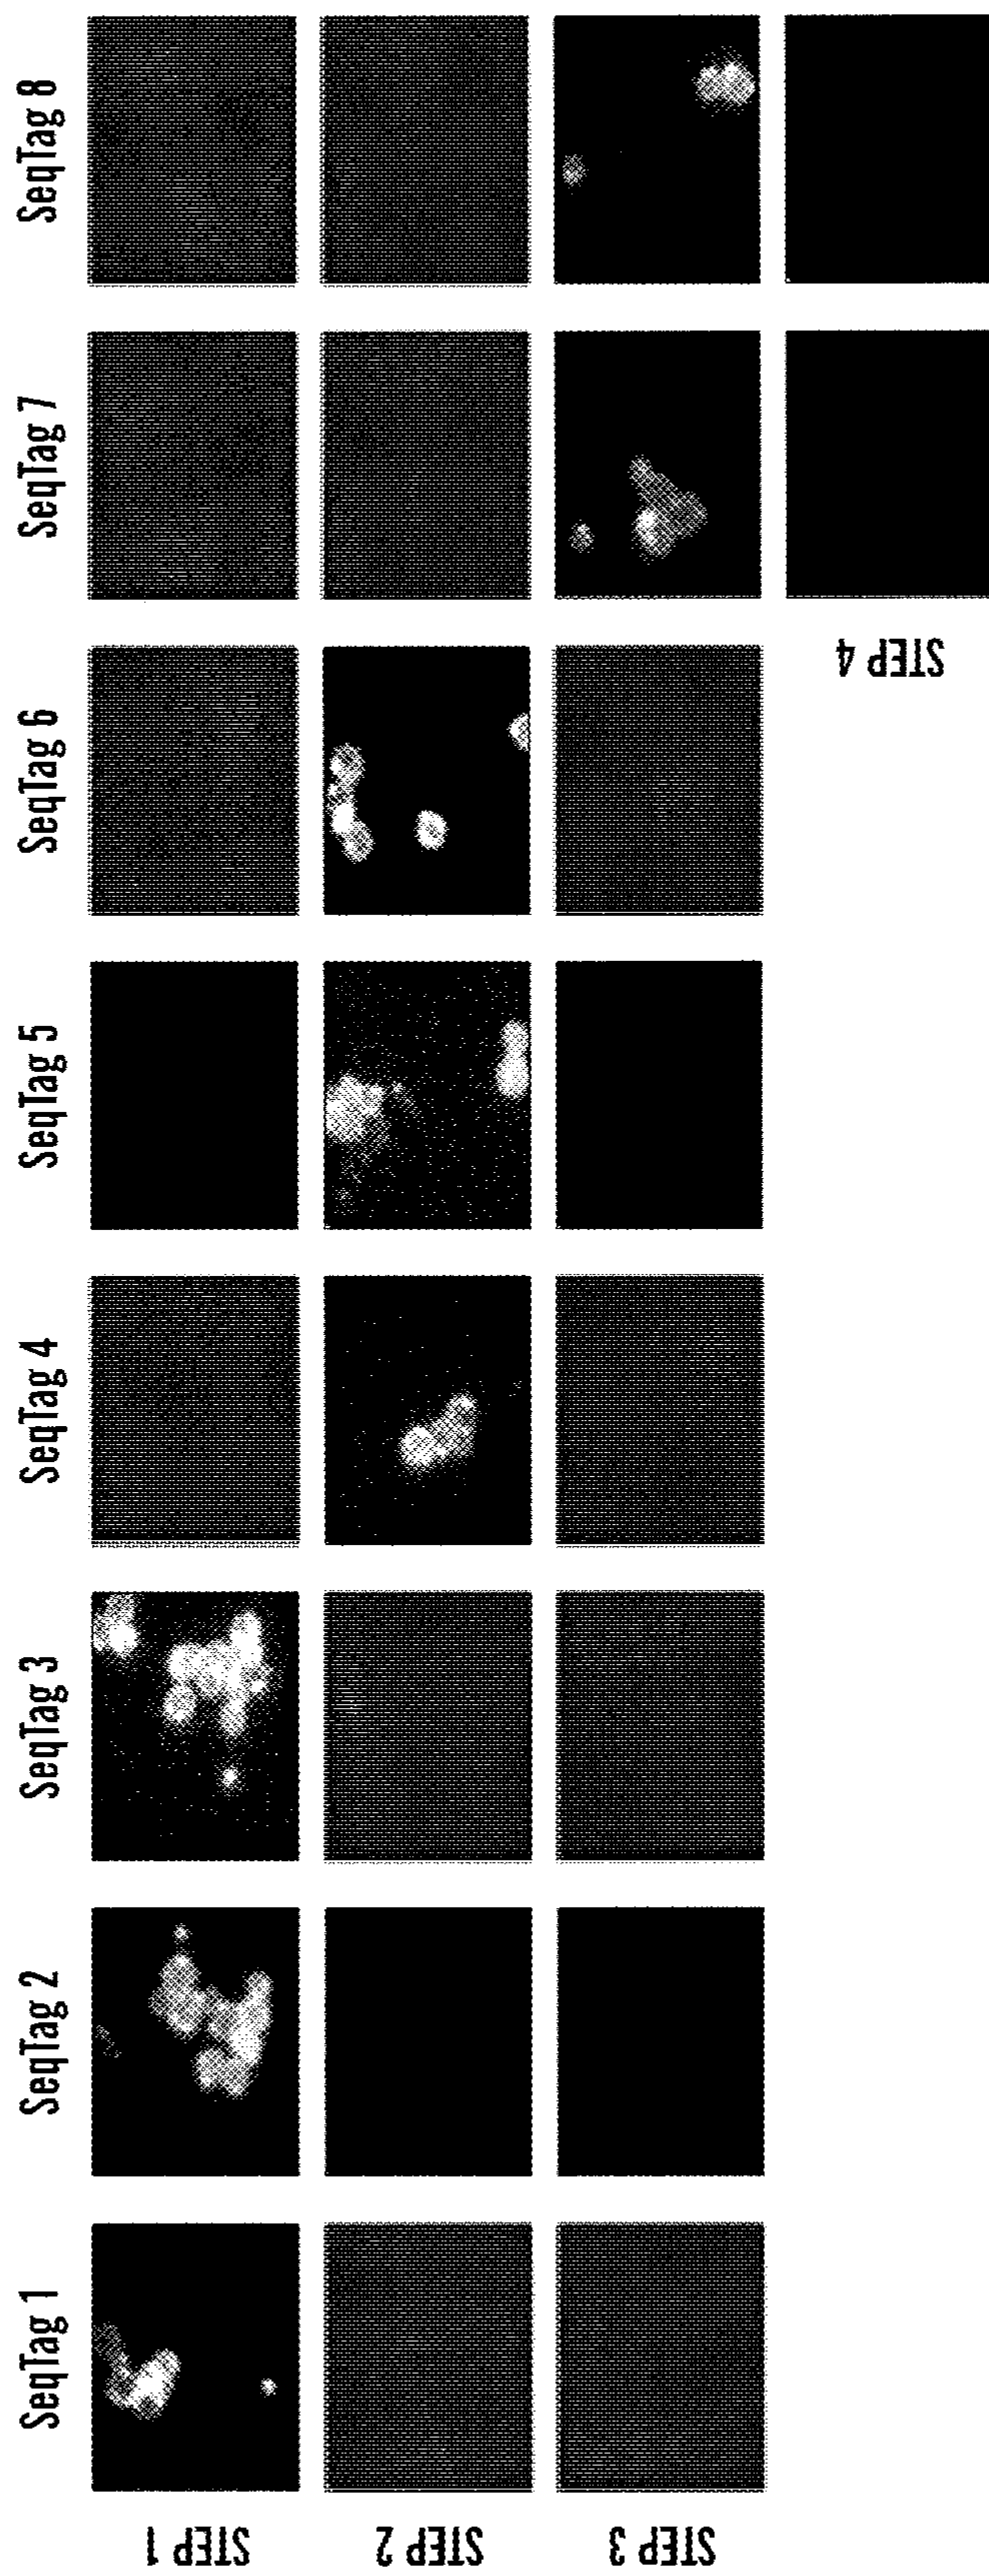 SeqTag 1
SeqTag 2
SeqTag 3
SeqTag 4
SeqTag 5
SeqTag 6
SeqTag 7
SeqTag 8
STEP 1
STEP 2
STEP 3
STEP 4